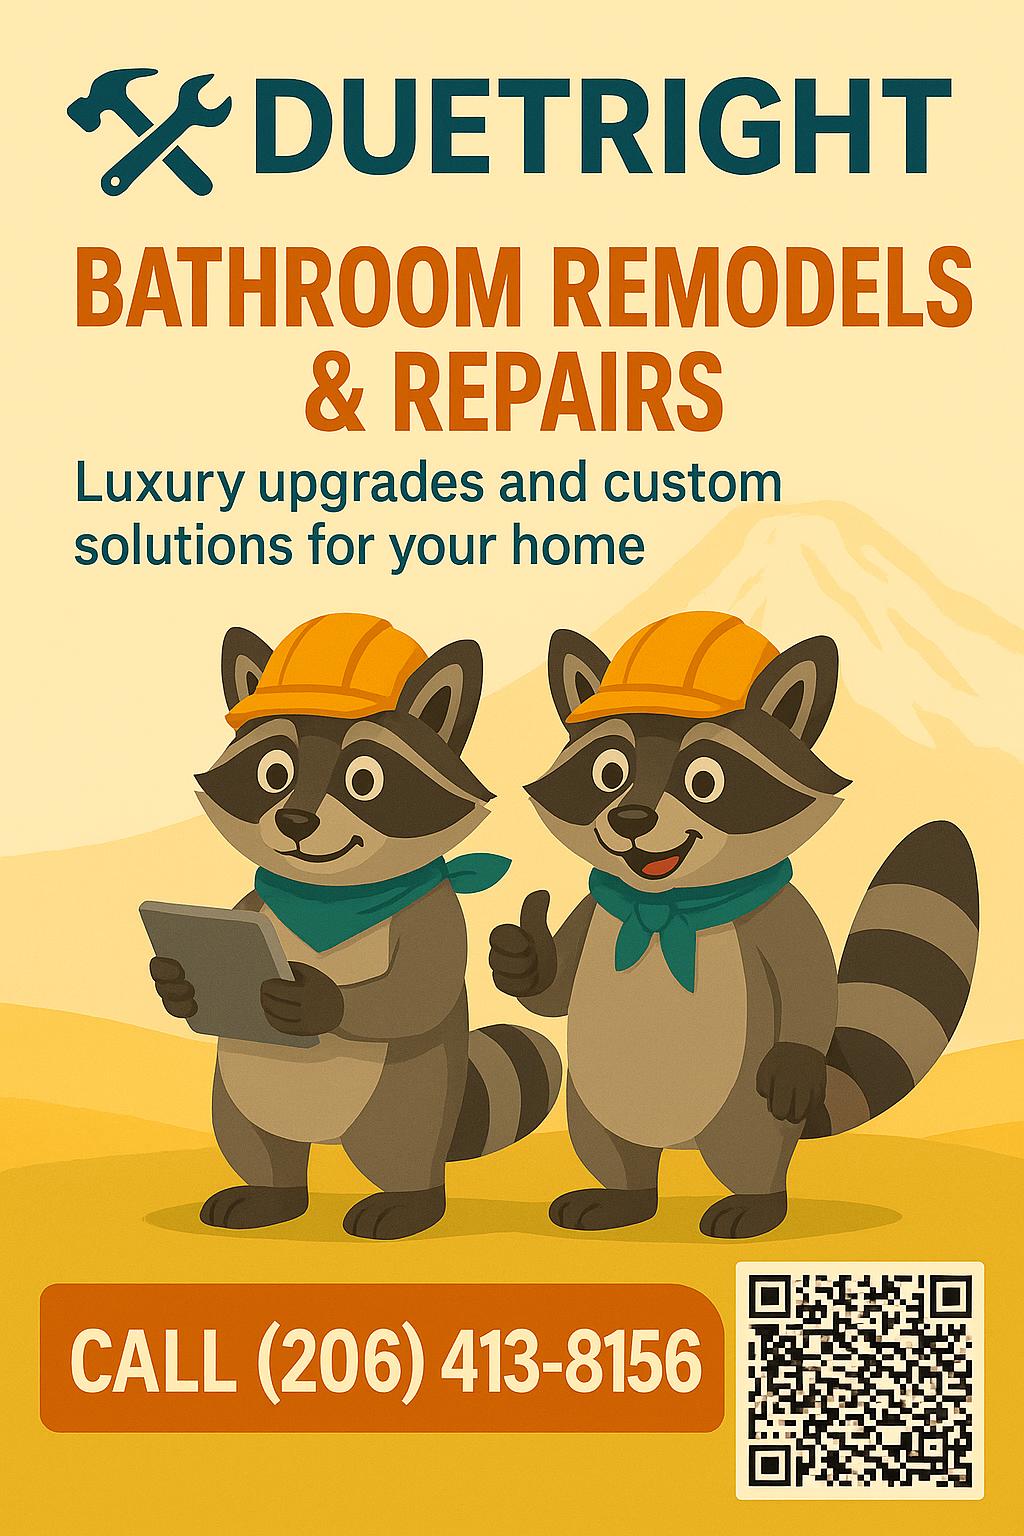 DUETRIGHT
BATHROOM REMODELS
& REPAIRS
Luxury upgrades and custom
solutions for your home
CALL (206) 413-8156